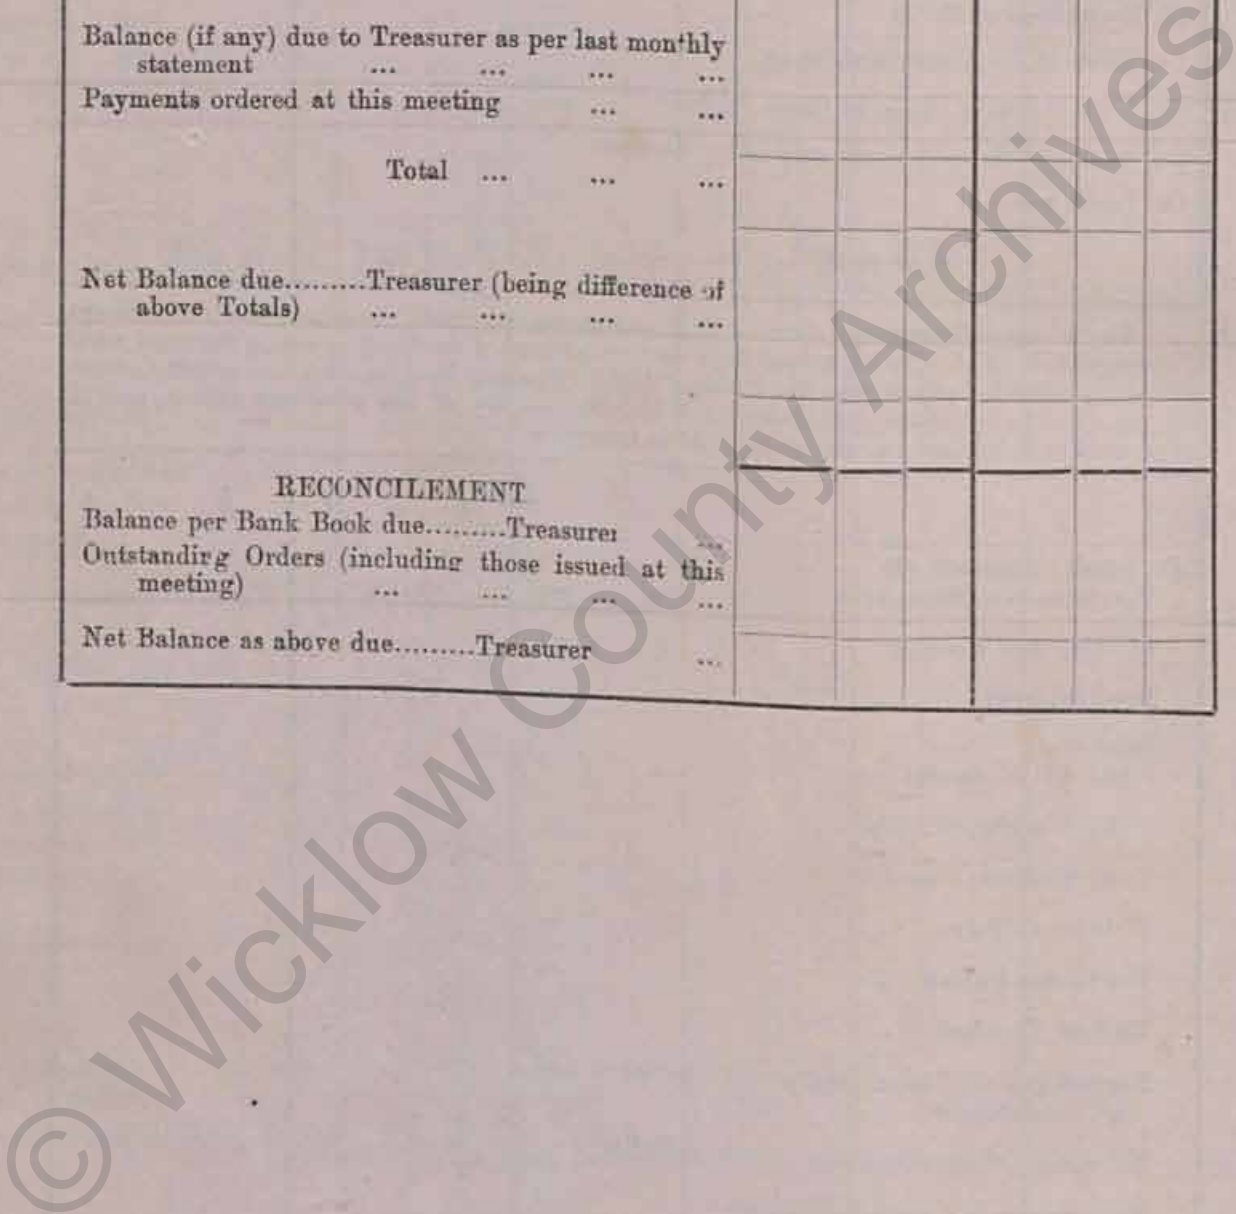 Balance (if any) due to Treasurer as per last monthly
statement ... ... ... ...
Payments ordered at this meeting ... ...
Total ... ... ...
Net Balance due.........Treasurer (being difference of
above Totals) ... ... ... ...
RECONCILEMENT
Balance per Bank Book due.........Treasurer ...
Outstanding Orders (including those issued at this
meeting) ... ... ... ...
Net Balance as above due.........Treasurer ...
© Wicklow County Archives